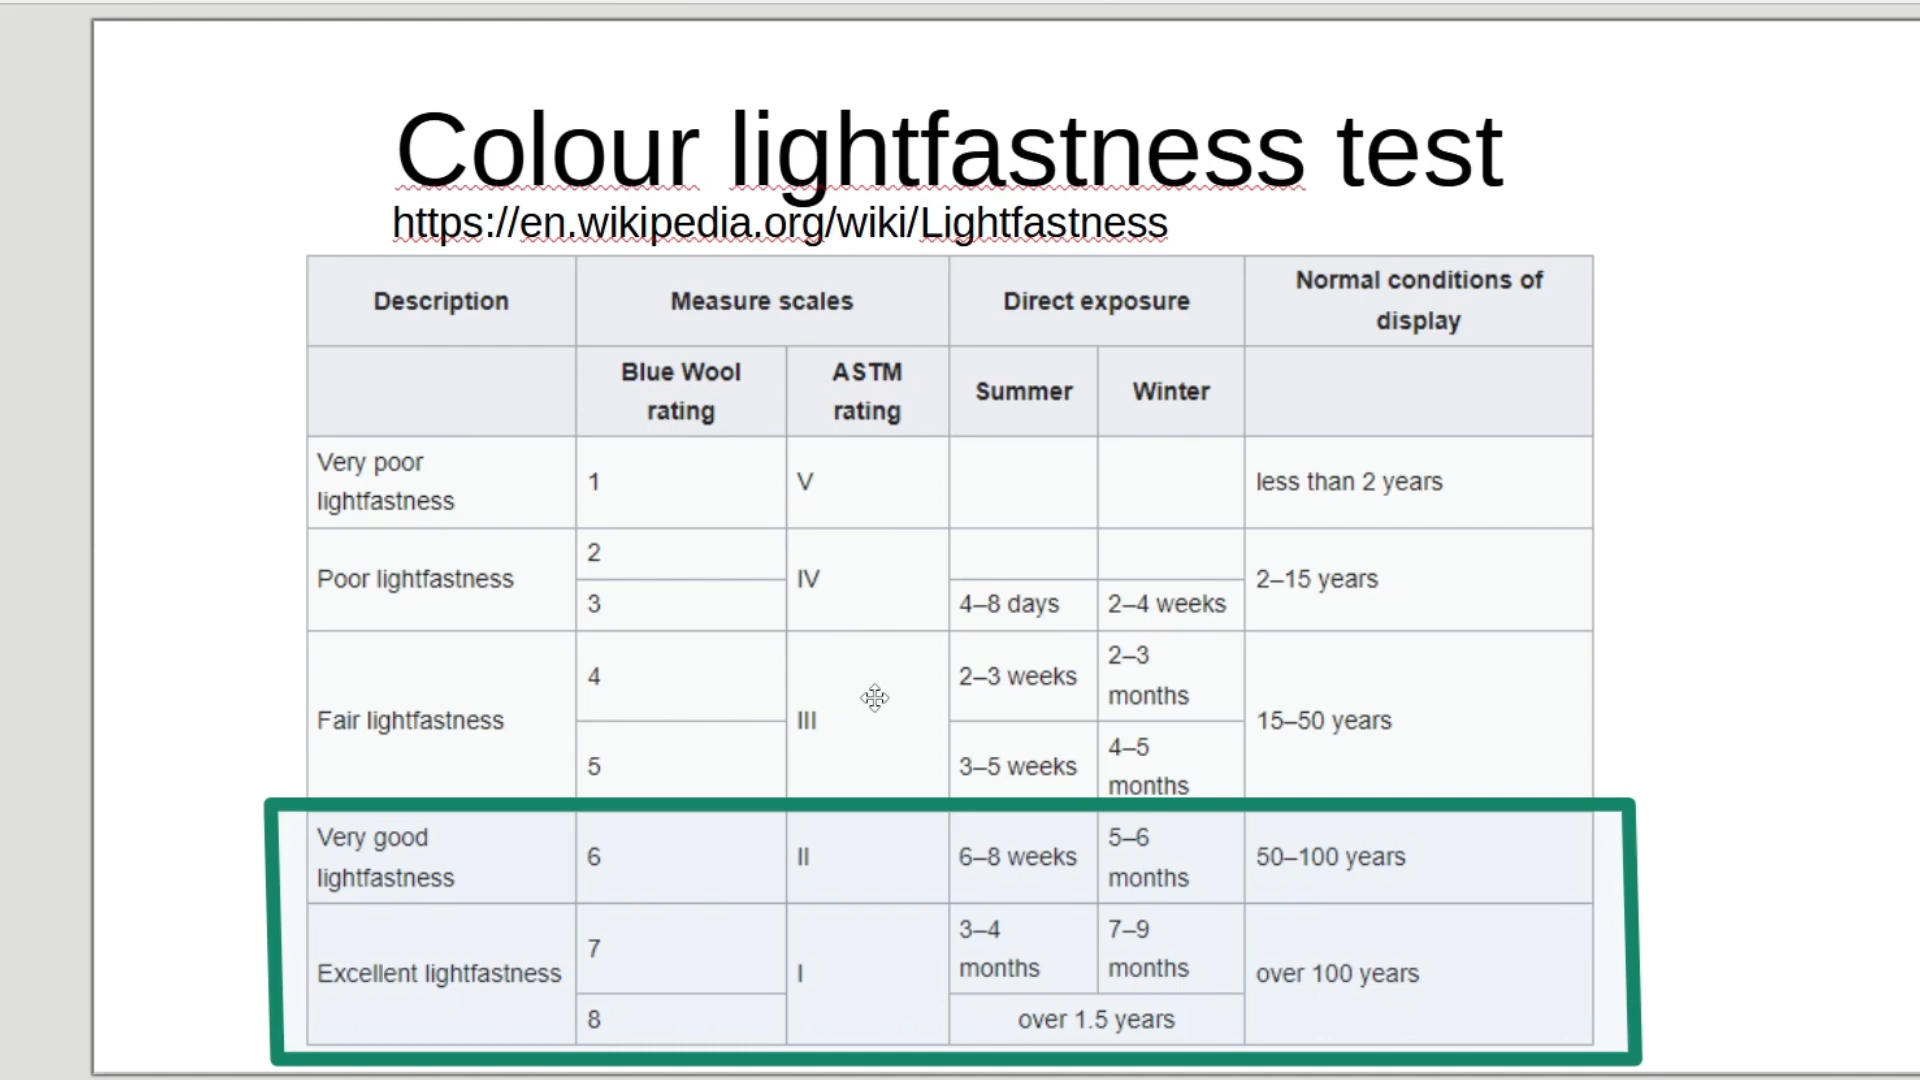 Colour lightfastness test
https://en.wikipedia.org/wiki/Lightfastness
Description Measure scales Direct exposure Normal conditions of
display
Blue Wool
rating
ASTM
rating
Summer Winter
Very poor
lightfastness
1 V less than 2 years
Poor lightfastness
2
IV
2–15 years
3
4–8 days 2–4 weeks
Fair lightfastness
4
III
2–3 weeks
2–3
months
15–50 years
5
3–5 weeks
4–5
months
Very good
lightfastness
6 II 6–8 weeks
5–6
months
50–100 years
Excellent lightfastness
7
I
3–4
months
7–9
months
over 100 years
8
over 1.5 years